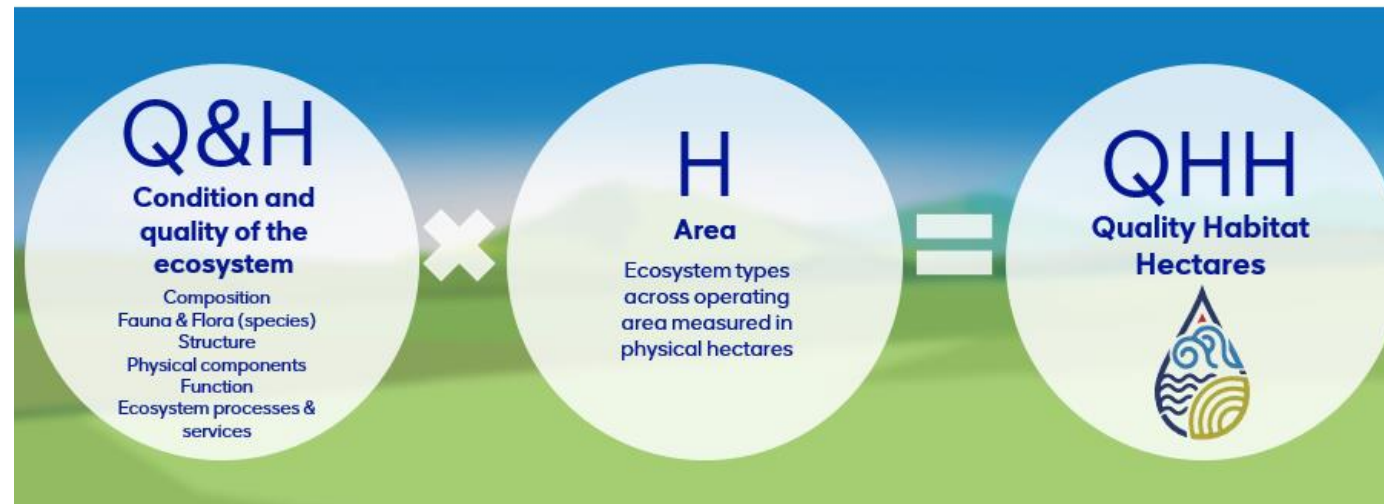 Q&H
Condition and
quality of the
ecosystem
Composition
Fauna & Flora (species)
Structure
Physical components
Function
Ecosystem processes &
services
H
Area
Ecosystem types
across operating
area measured in
physical hectares
QHH
Quality Habitat
Hectares